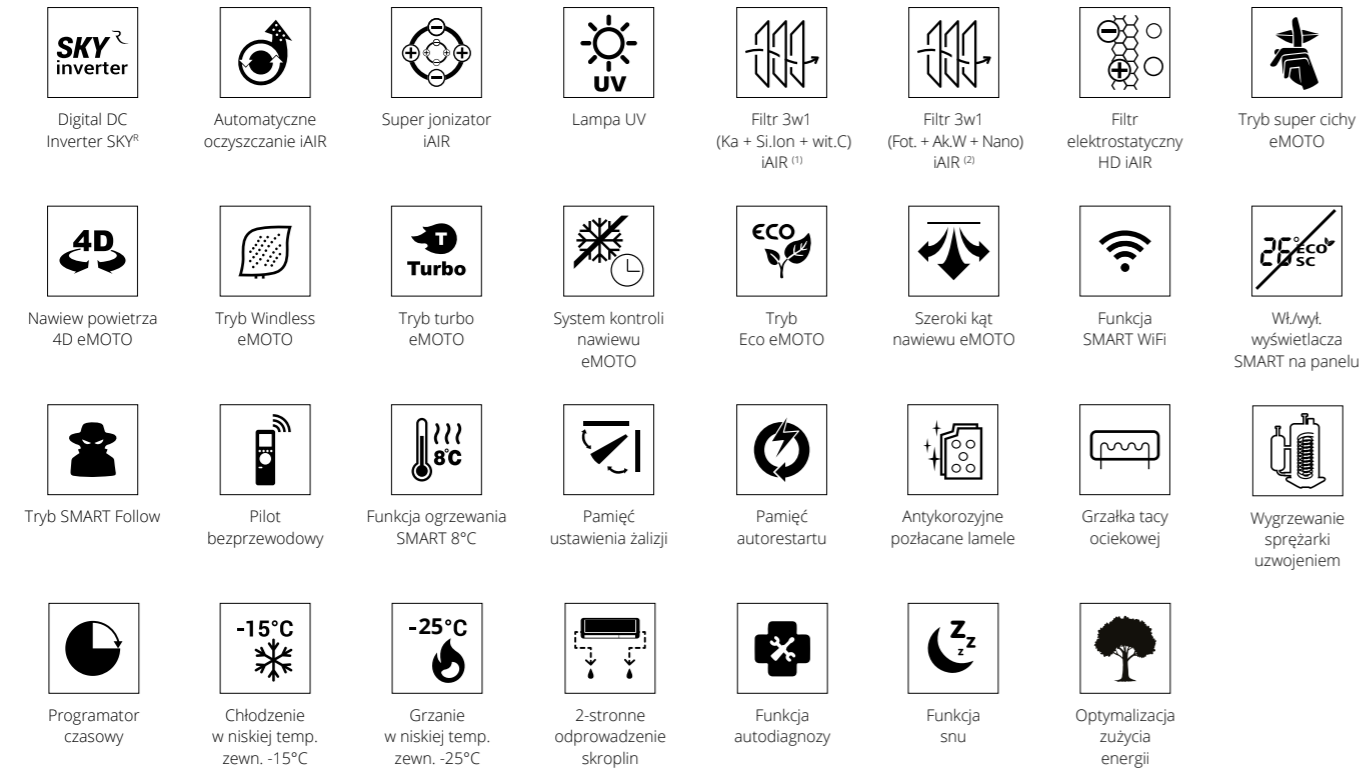 SKY R
inverter
Digital DC
Inverter SKYᴿ
Automatyczne
oczyszczanie iAIR
Super jonizator
iAIR
UV
Lampa UV
Filtr 3w1
(Ka + Si.Ion + wit.C)
iAIR (1)
Filtr 3w1
(Fot. + Ak.W + Nano)
iAIR (2)
Filtr
elektrostatyczny
HD iAIR
Tryb super cichy
eMOTO
4D
Nawiew powietrza
4D eMOTO
Tryb Windless
eMOTO
T
Turbo
Tryb turbo
eMOTO
System kontroli
nawiewu
eMOTO
ECO
Tryb
Eco eMOTO
Szeroki kąt
nawiewu eMOTO
Funkcja
SMART WiFi
26° éco
SC
Wł./wył.
wyświetlacza
SMART na panelu
Tryb SMART Follow
Pilot
bezprzewodowy
8°C
Funkcja ogrzewania
SMART 8°C
Pamięć
ustawienia żalizji
Pamięć
autorestartu
Antykorozyjne
pozłacane lamele
Grzałka tacy
ociekowej
Wygrzewanie
sprężarki
uzwojeniem
Programator
czasowy
-15°C
Chłodzenie
w niskiej temp.
zewn. -15°C
-25°C
Grzanie
w niskiej temp.
zewn. -25°C
2-stronne
odprowadzenie
skroplin
Funkcja
autodiagnozy
Z z z
Funkcja
snu
Optymalizacja
zużycia
energii